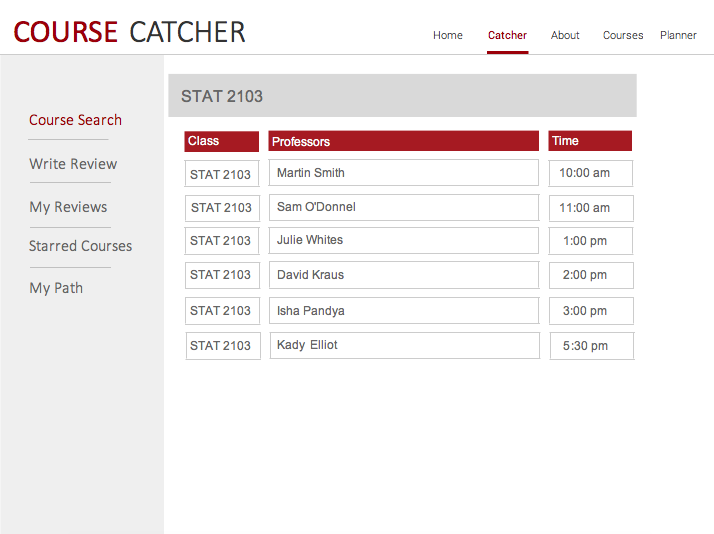 COURSE CATCHER
Home Catcher About Courses Planner
Course Search
Write Review
My Reviews
Starred Courses
My Path
STAT 2103
Class Professors Time
STAT 2103 Martin Smith 10:00 am
STAT 2103 Sam O'Donnel 11:00 am
STAT 2103 Julie Whites 1:00 pm
STAT 2103 David Kraus 2:00 pm
STAT 2103 Isha Pandya 3:00 pm
STAT 2103 Kady Elliot 5:30 pm